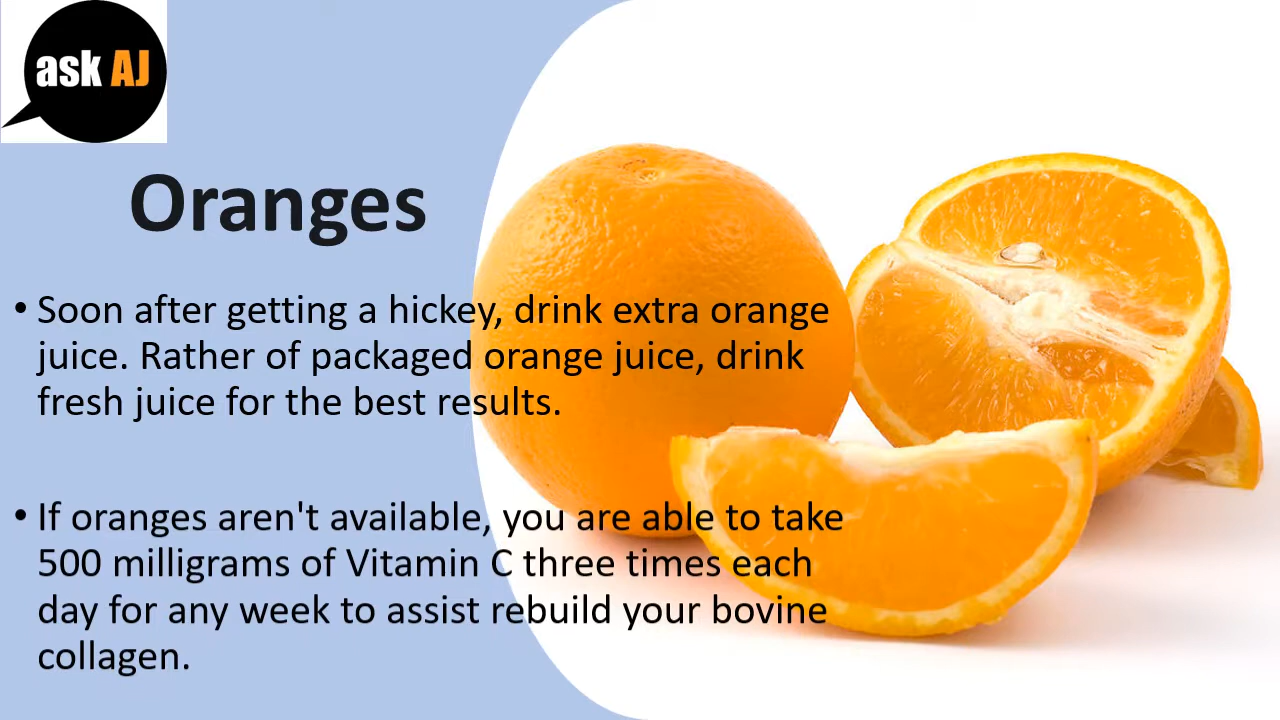 ask AJ
Oranges
• Soon after getting a hickey, drink extra orange
juice. Rather of packaged orange juice, drink
fresh juice for the best results.
• If oranges aren't available, you are able to take
500 milligrams of Vitamin C three times each
day for any week to assist rebuild your bovine
collagen.